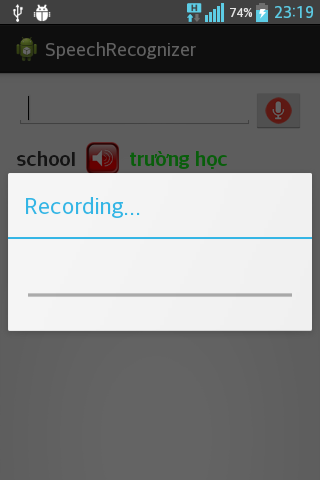 H
74% 23:19
SpeechRecognizer
school trường học
Recording...